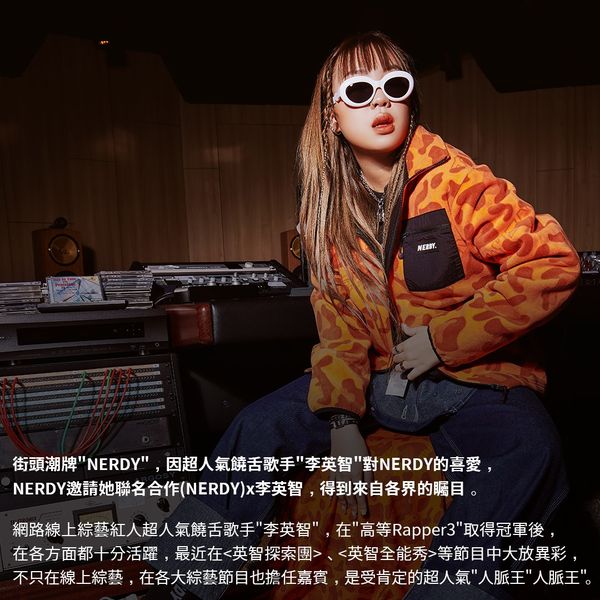 NERDY.
街頭潮牌"NERDY"，因超人氣饒舌歌手"李英智"對NERDY的喜愛，
NERDY邀請她聯名合作(NERDY)x李英智，得到來自各界的矚目。
網路線上綜藝紅人超人氣饒舌歌手"李英智"，在"高等Rapper3"取得冠軍後，
在各方面都十分活躍，最近在<英智探索團>、<英智全能秀>等節目中大放異彩，
不只在線上綜藝，在各大綜藝節目也擔任嘉賓，是受肯定的超人氣"人脈王"人脈王"。